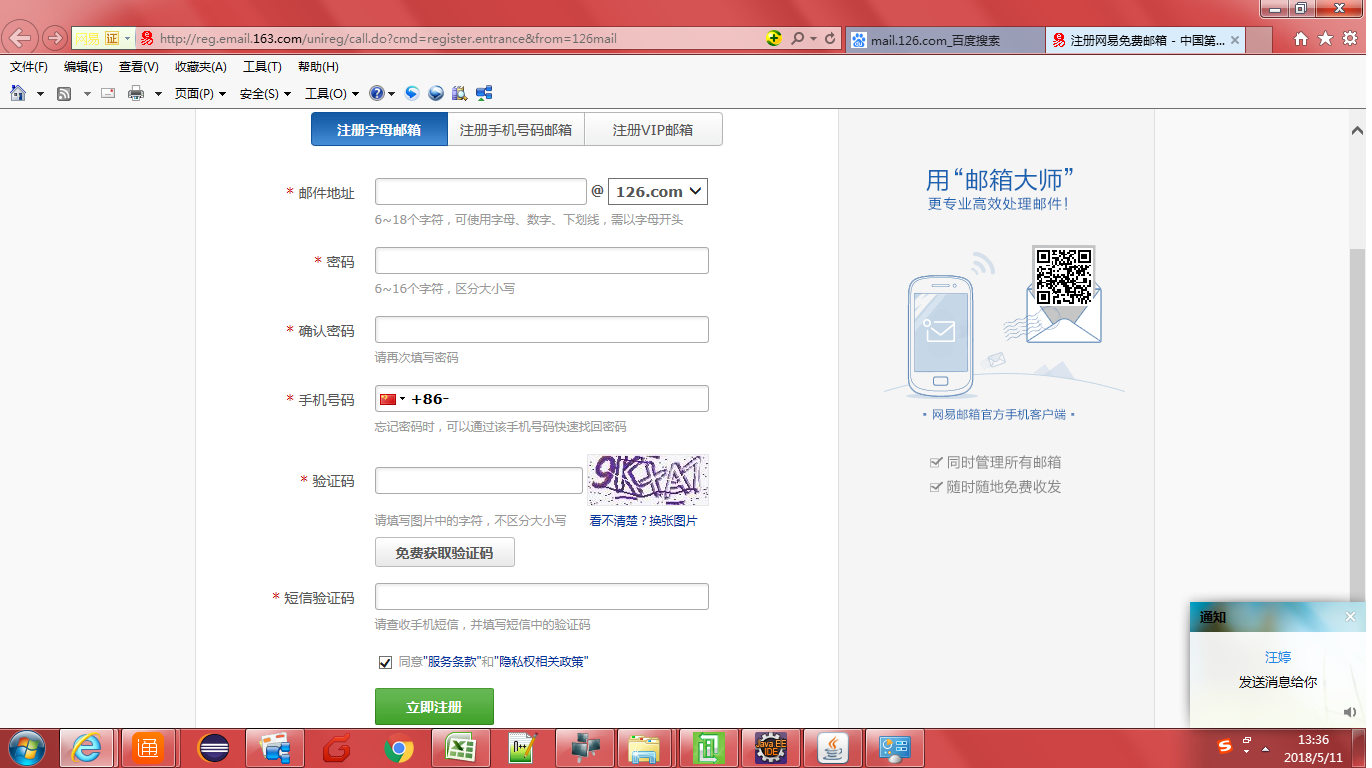 网易 证 http://reg.email.163.com/unireg/call.do?cmd=register.entrance&from=126mail mail.126.com_百度搜索 注册网易免费邮箱 - 中国第...
文件(F) 编辑(E) 查看(V) 收藏夹(A) 工具(T) 帮助(H)
页面(P) 安全(S) 工具(O)
注册字母邮箱 注册手机号码邮箱 注册VIP邮箱
* 邮件地址 @ 126.com
6~18个字符，可使用字母、数字、下划线，需以字母开头
* 密码
6~16个字符，区分大小写
* 确认密码
请再次填写密码
* 手机号码 +86-
忘记密码时，可以通过该手机号码快速找回密码
* 验证码
请填写图片中的字符，不区分大小写 看不清楚？换张图片
免费获取验证码
* 短信验证码
请查收手机短信，并填写短信中的验证码
同意"服务条款"和"隐私权相关政策"
立即注册
用“邮箱大师”
更专业高效处理邮件！
• 网易邮箱官方手机客户端 •
同时管理所有邮箱
随时随地免费收发
通知
汪婷
发送消息给你
通
Java EE
IDE
13:36
2018/5/11